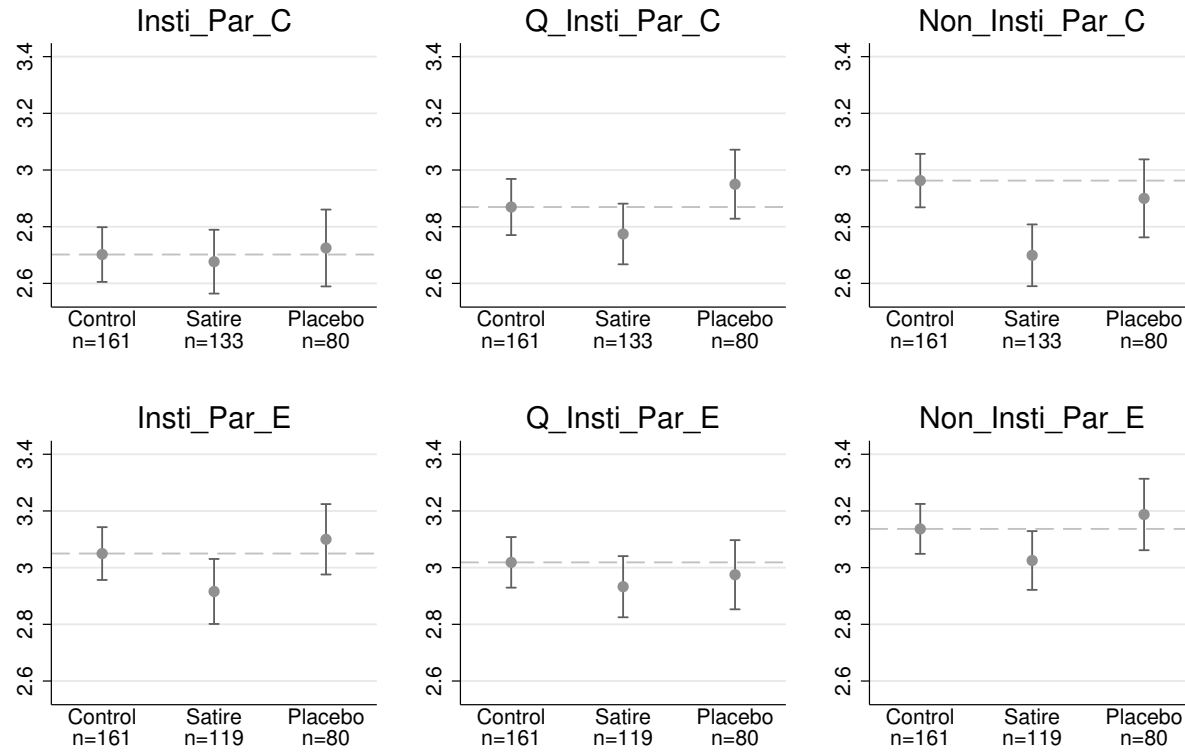 Insti_Par_C
Q_Insti_Par_C
Non_Insti_Par_C
3.4
3.2
3
2.8
2.6
3.4
3.2
3
2.8
2.6
3.4
3.2
3
2.8
2.6
Control Satire Placebo
n=161 n=133 n=80
Control Satire Placebo
n=161 n=133 n=80
Control Satire Placebo
n=161 n=133 n=80
Insti_Par_E
Q_Insti_Par_E
Non_Insti_Par_E
3.4
3.2
3
2.8
2.6
3.4
3.2
3
2.8
2.6
3.4
3.2
3
2.8
2.6
Control Satire Placebo
n=161 n=119 n=80
Control Satire Placebo
n=161 n=119 n=80
Control Satire Placebo
n=161 n=119 n=80